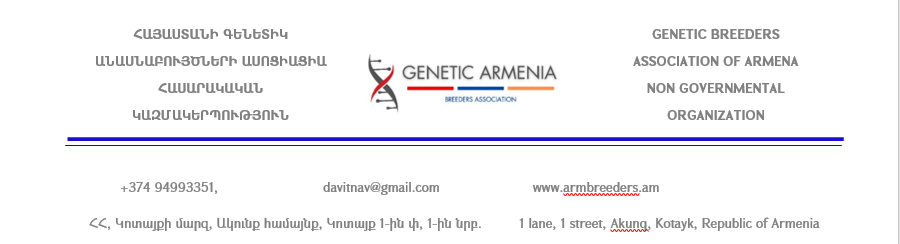 ՀԱՅԱՍՏԱՆԻ ԳԵՆԵՏԻԿ
ԱՆԱՍՆԱԲՈՒՅԾՆԵՐԻ ԱՍՈՑԻԱՑԻԱ
ՀԱՍԱՐԱԿԱԿԱՆ
ԿԱԶՄԱԿԵՐՊՈՒԹՅՈՒՆ
GENETIC ARMENIA
BREEDERS ASSOCIATION
GENETIC BREEDERS
ASSOCIATION OF ARMENA
NON GOVERNMENTAL
ORGANIZATION
+374 94993351, davitnav@gmail.com www.armbreeders.am
ՀՀ, Կոտայքի մարզ, Ակունք համայնք, Կոտայք 1-ին փ, 1-ին նրբ. 1 lane, 1 street, Akunq, Kotayk, Republic of Armenia